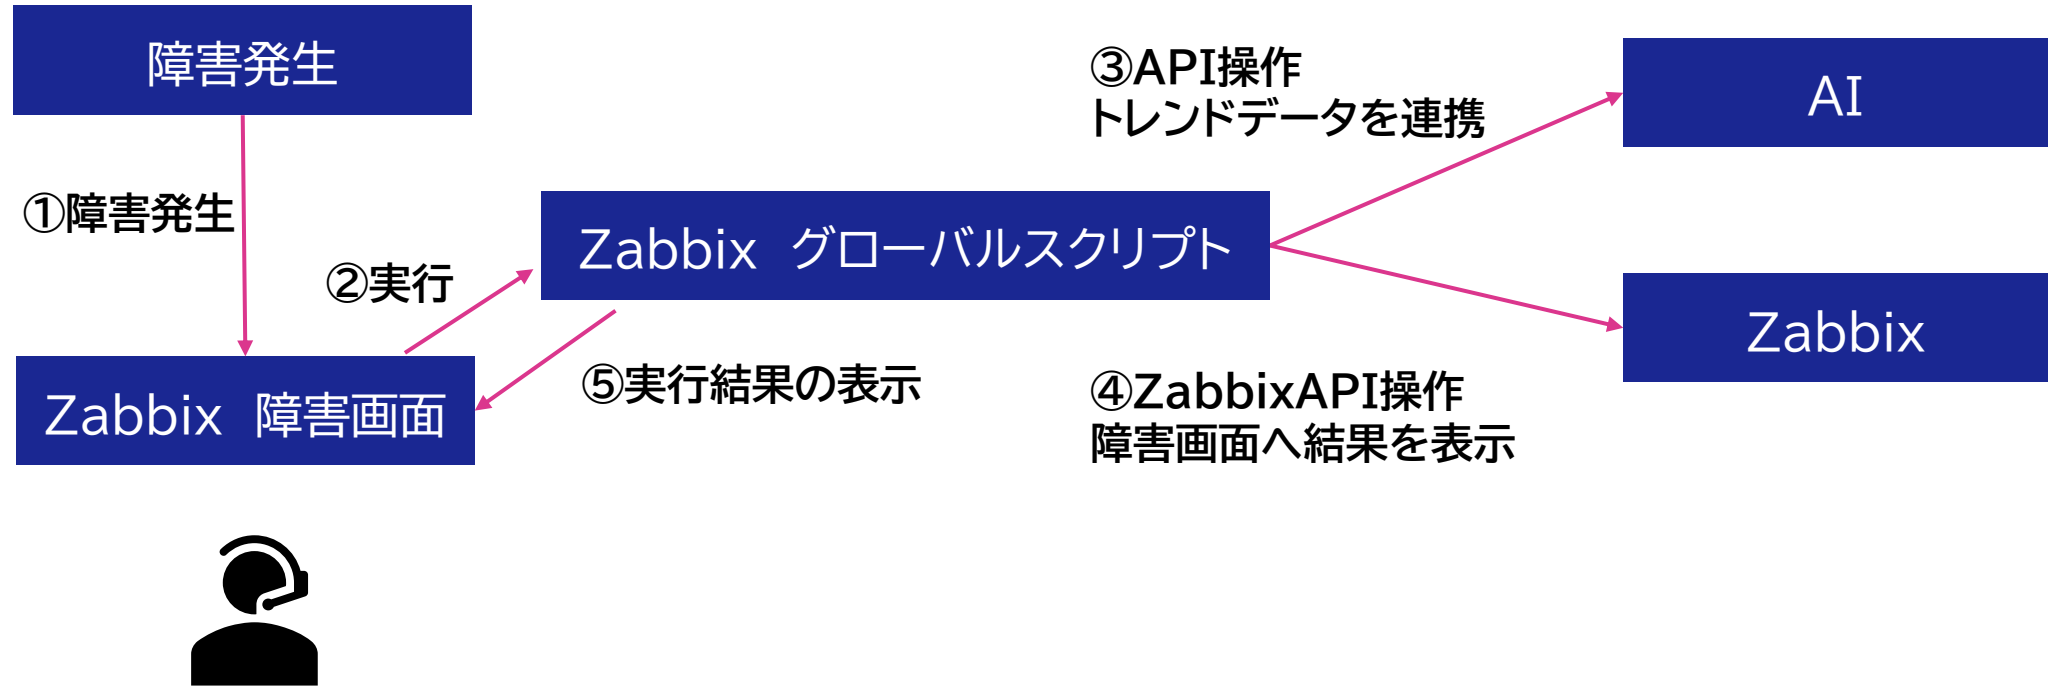 障害発生
③API操作
トレンドデータを連携
AI
①障害発生
②実行
Zabbix グローバルスクリプト
Zabbix
⑤実行結果の表示
④ZabbixAPI操作
障害画面へ結果を表示
Zabbix 障害画面